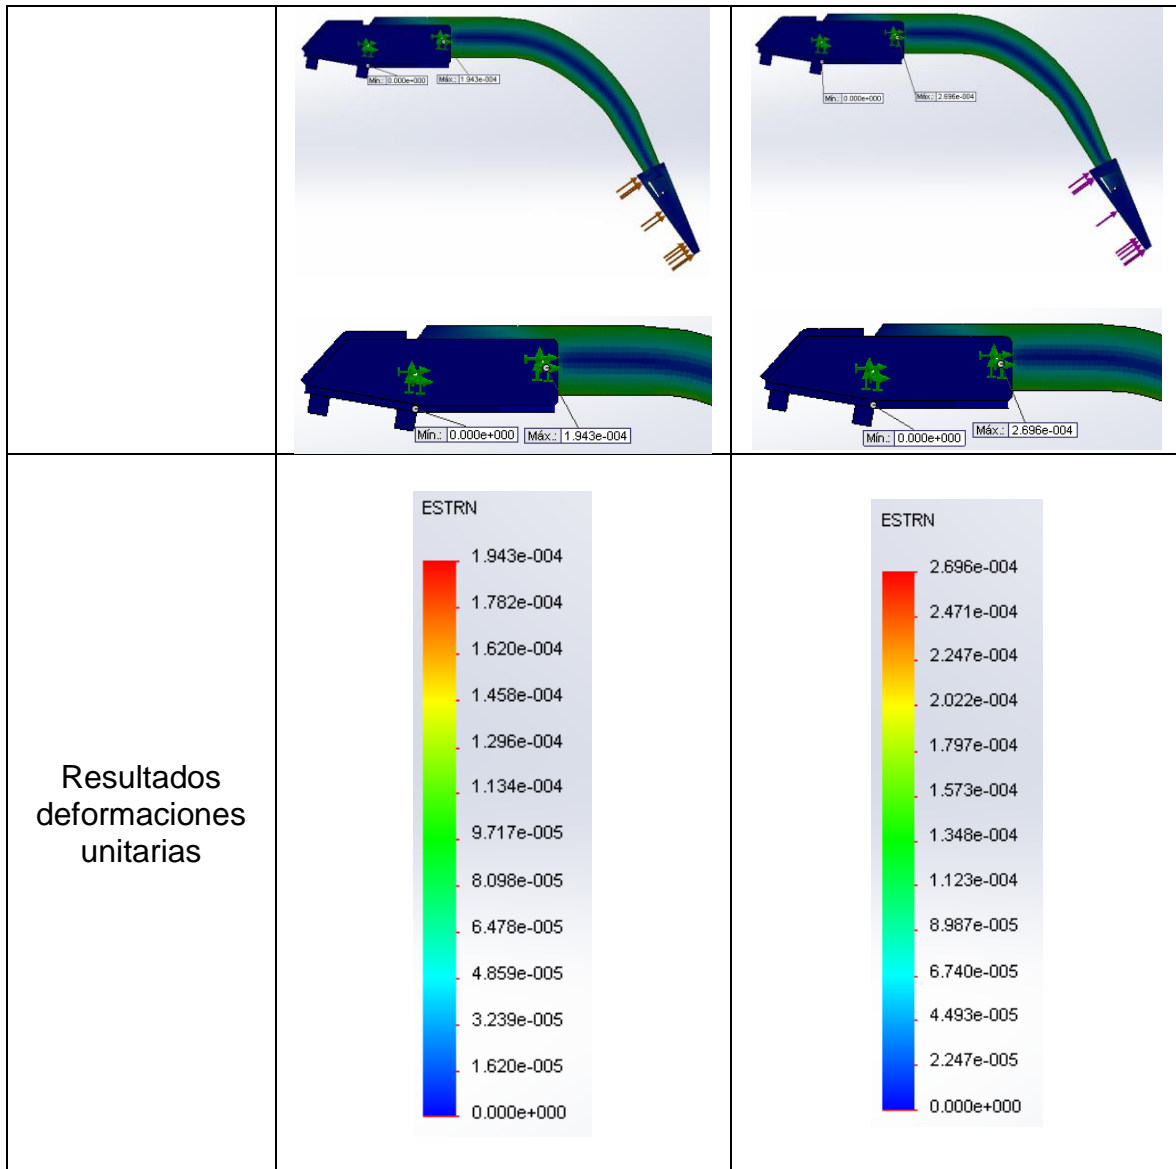 Mín.: 0.000e+000
Máx.: 1.943e-004
Mín.: 0.000e+000
Máx.: 2.696e-004
Mín.: 0.000e+000
Máx.: 1.943e-004
Mín.: 0.000e+000
Máx.: 2.696e-004
Resultados
deformaciones
unitarias
ESTRN
1.943e-004
1.782e-004
1.620e-004
1.458e-004
1.296e-004
1.134e-004
9.717e-005
8.098e-005
6.478e-005
4.859e-005
3.239e-005
1.620e-005
0.000e+000
ESTRN
2.696e-004
2.471e-004
2.247e-004
2.022e-004
1.797e-004
1.573e-004
1.348e-004
1.123e-004
8.987e-005
6.740e-005
4.493e-005
2.247e-005
0.000e+000